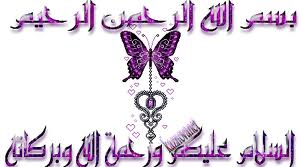 بسم الله الرحمن الرحيم
السلام عليكم ورحمة الله وبركاته